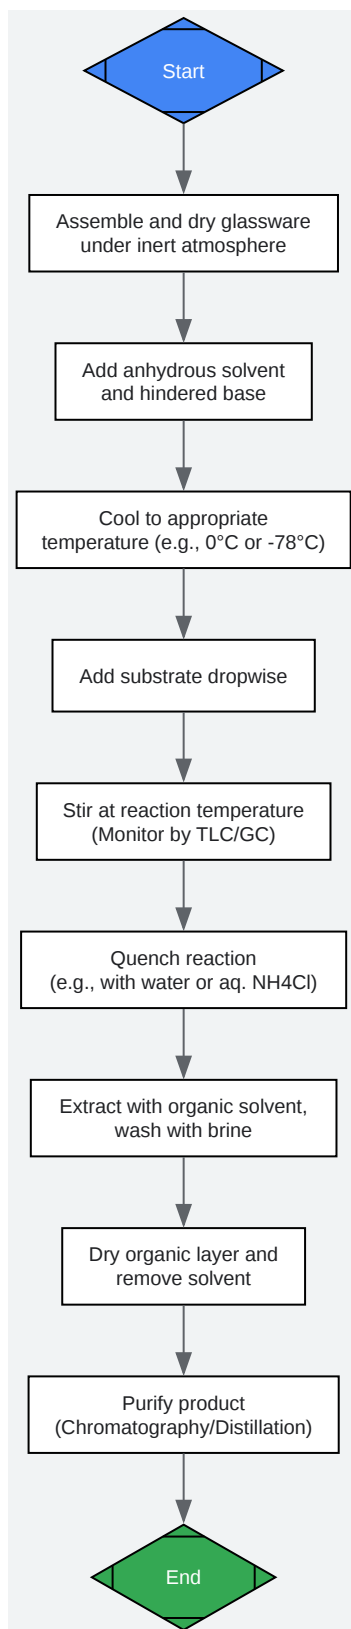 Start
Assemble and dry glassware
under inert atmosphere
Add anhydrous solvent
and hindered base
Cool to appropriate
temperature (e.g., 0°C or -78°C)
Add substrate dropwise
Stir at reaction temperature
(Monitor by TLC/GC)
Quench reaction
(e.g., with water or aq. NH4Cl)
Extract with organic solvent,
wash with brine
Dry organic layer and
remove solvent
Purify product
(Chromatography/Distillation)
End